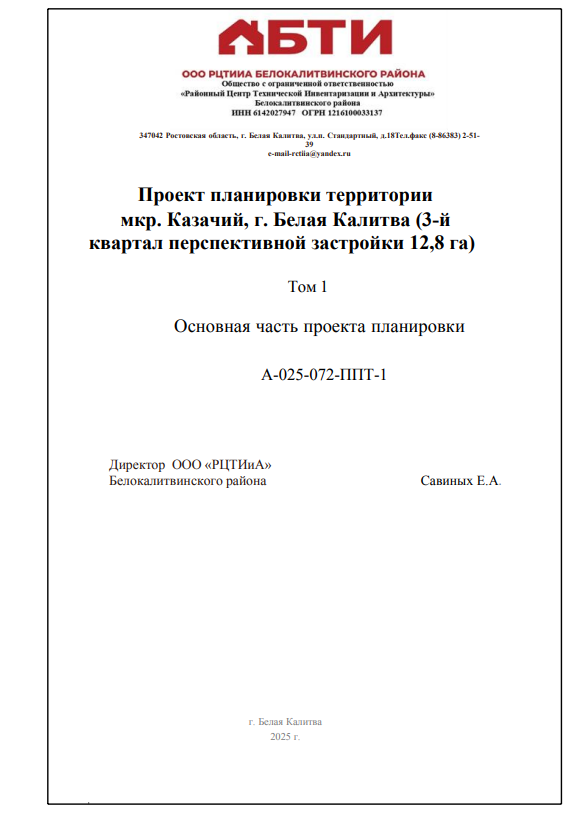 АБТИ
ООО РЦТИИА БЕЛОКАЛИТВИНСКОГО РАЙОНА
Общество с ограниченной ответственностью
«Районный Центр Технической Инвентаризации и Архитектуры»
Белокалитвинского района
ИНН 6142027947 ОГРН 1216100033137
347042 Ростовская область, г. Белая Калитва, ул.п. Стандартный, д.18Тел.факс (8-86383) 2-51-
39
e-mail-rctiia@yandex.ru
Проект планировки территории
мкр. Казачий, г. Белая Калитва (3-й
квартал перспективной застройки 12,8 га)
Том 1
Основная часть проекта планировки
А-025-072-ППТ-1
Директор ООО «РЦТИиА»
Белокалитвинского района Савиных Е.А.
г. Белая Калитва
2025 г.